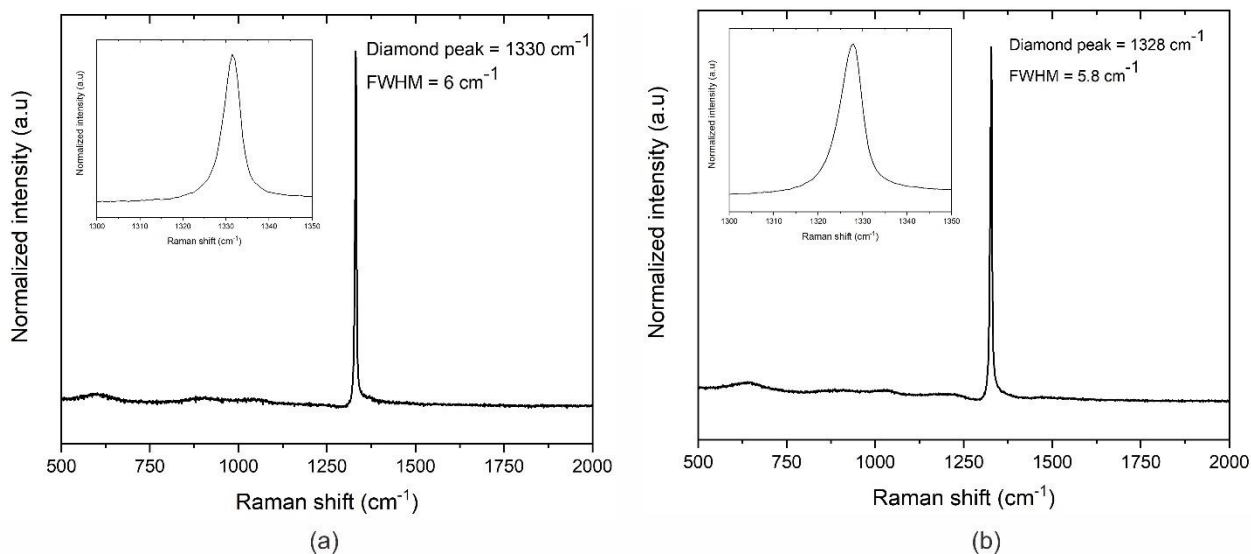 Diamond peak = 1330 cm⁻¹
FWHM = 6 cm⁻¹
Normalized intensity (a.u)
Normalized intensity (a.u)
1300 1310 1320 1330 1340 1350
Raman shift (cm⁻¹)
500 750 1000 1250 1500 1750 2000
Raman shift (cm⁻¹)
(a)
Diamond peak = 1328 cm⁻¹
FWHM = 5.8 cm⁻¹
Normalized intensity (a.u)
Normalized intensity (a.u)
1300 1310 1320 1330 1340 1350
Raman shift (cm⁻¹)
500 750 1000 1250 1500 1750 2000
Raman shift (cm⁻¹)
(b)